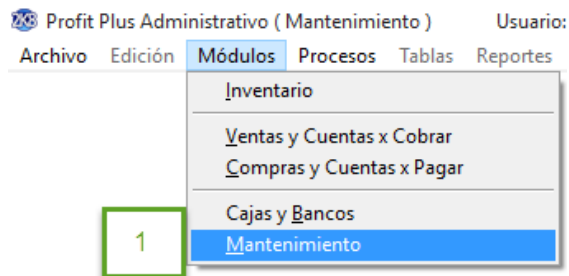 2K8 Profit Plus Administrativo ( Mantenimiento ) Usuario:
Archivo Edición Módulos Procesos Tablas Reportes
Inventario
Ventas y Cuentas x Cobrar
Compras y Cuentas x Pagar
Cajas y Bancos
1 Mantenimiento